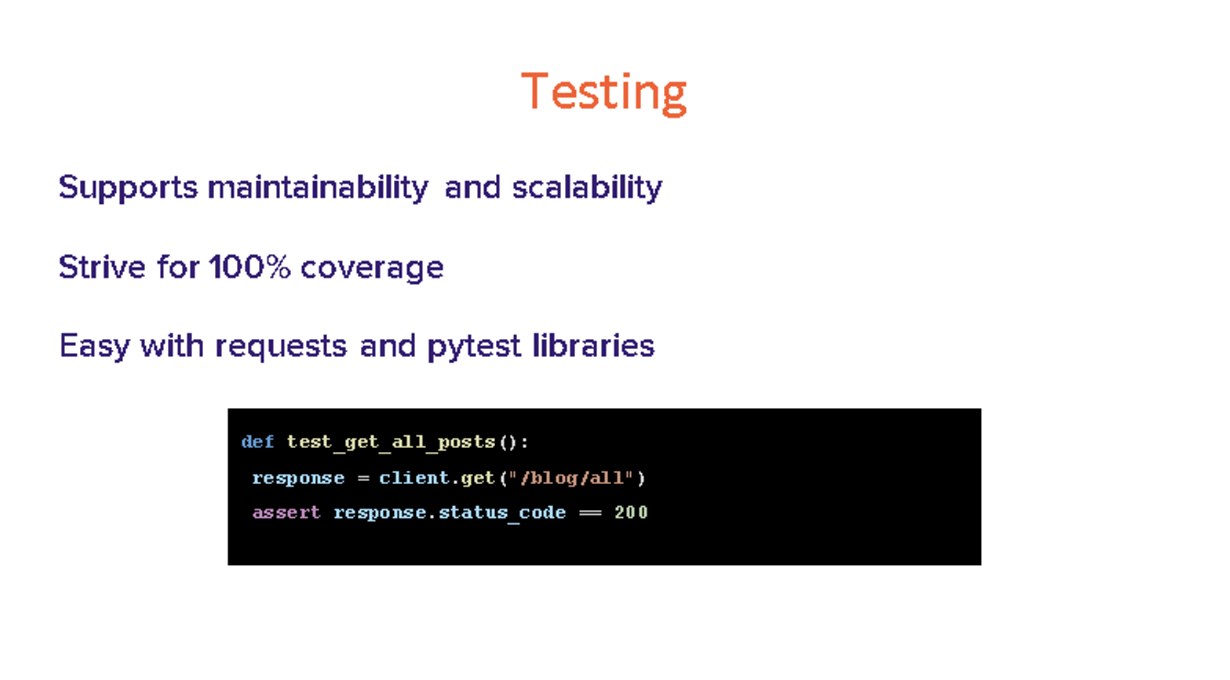 Testing
Supports maintainability and scalability
Strive for 100% coverage
Easy with requests and pytest libraries
def test_get_all_posts():
response = client.get("/blog/all")
assert response.status_code == 200